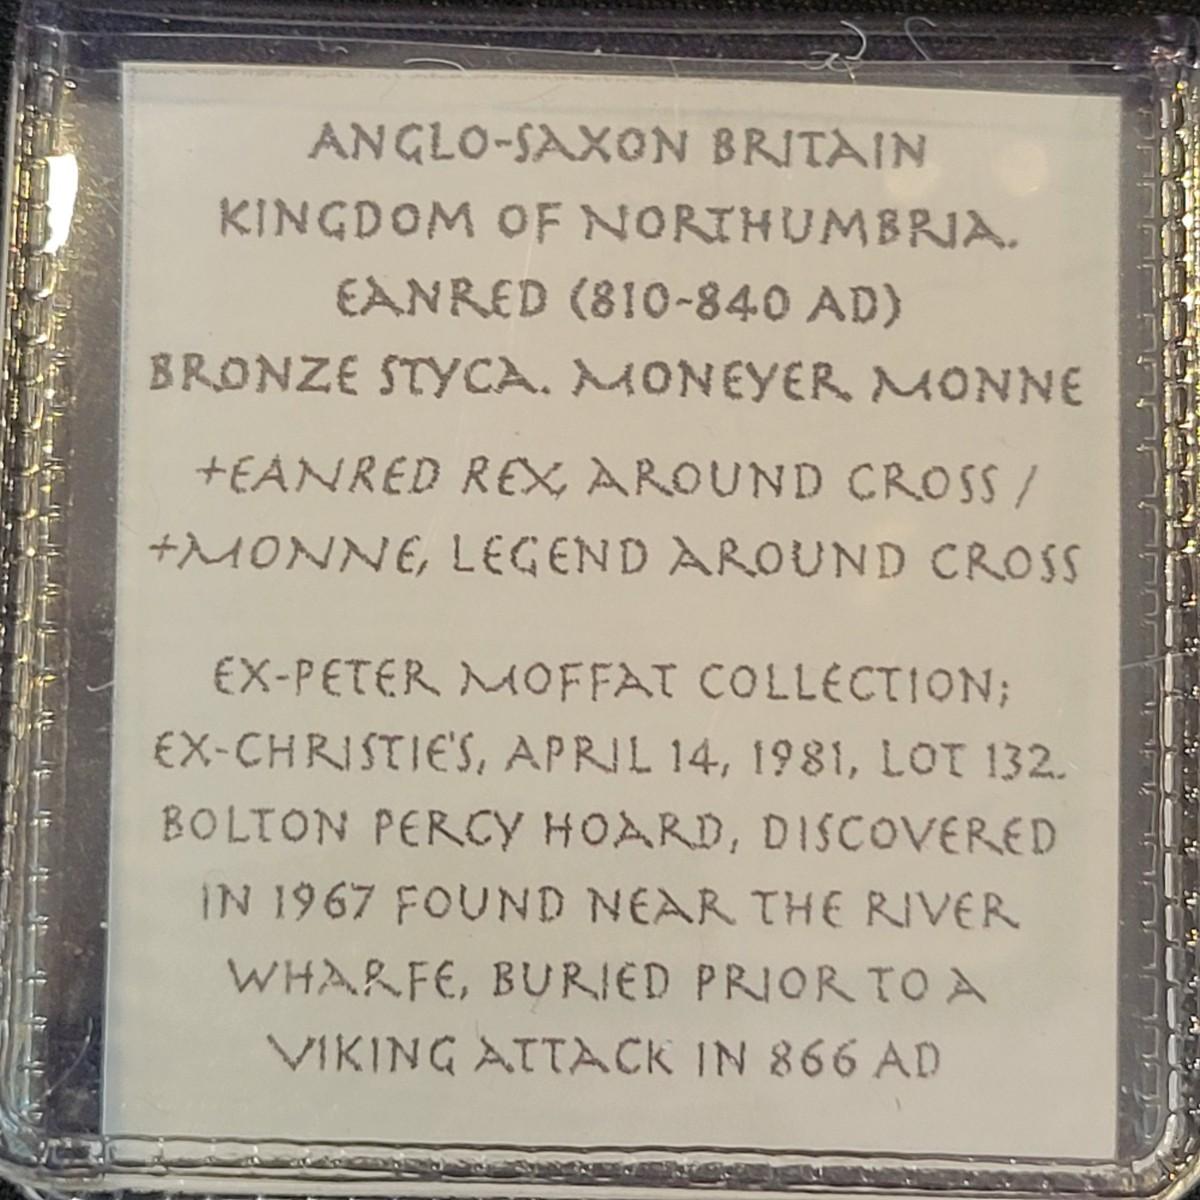 ANGLO-SAXON BRITAIN
KINGDOM OF NORTHUMBRIA.
EANRED (810-840 AD)
BRONZE STYCA. MONEYER MONNE
+EANRED REX, AROUND CROSS /
+MONNE, LEGEND AROUND CROSS
EX-PETER MOFFAT COLLECTION;
EX-CHRISTIE'S, APRIL 14, 1981, LOT 132.
BOLTON PERCY HOARD, DISCOVERED
IN 1967 FOUND NEAR THE RIVER
WHARFE, BURIED PRIOR TO A
VIKING ATTACK IN 866 AD